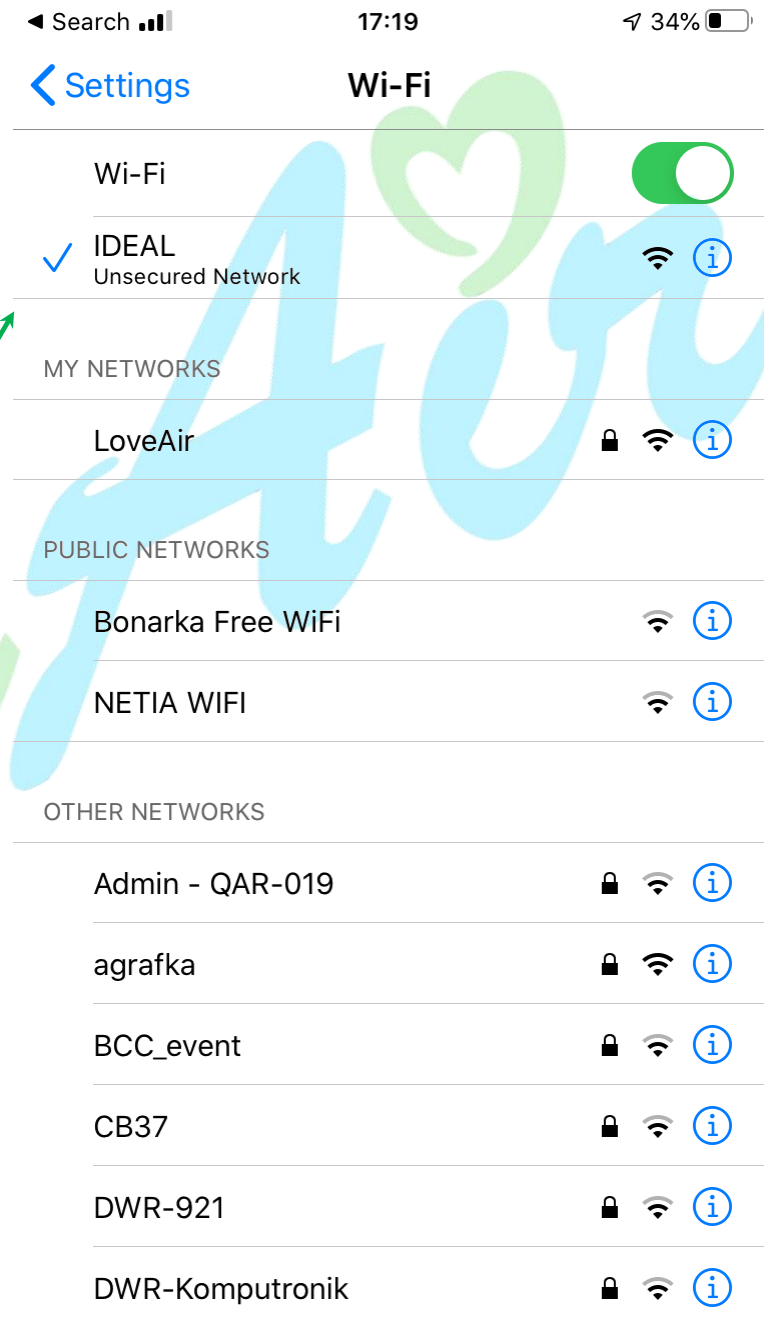 ◀ Search 17:19 34%
Settings Wi-Fi
Wi-Fi
IDEAL
Unsecured Network
MY NETWORKS
LoveAir
PUBLIC NETWORKS
Bonarka Free WiFi
NETIA WIFI
OTHER NETWORKS
Admin - QAR-019
agrafka
BCC_event
CB37
DWR-921
DWR-Komputronik
Air